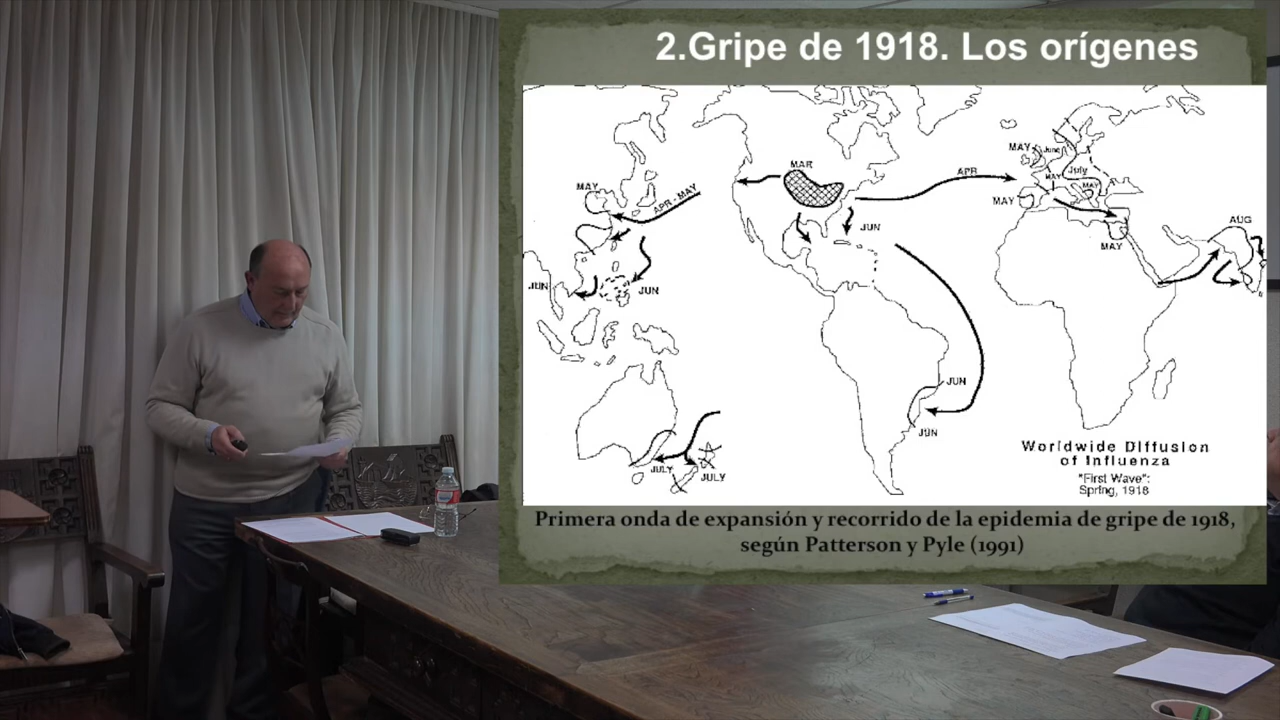 2.Gripe de 1918. Los orígenes
MAR
MAY
APR - MAY
APR
MAY
June
July
MAY
MAY
MAY
MAY
AUG
JUN
JUN
JUN
JUN
JUN
JULY
JULY
Worldwide Diffusion
of Influenza
"First Wave":
Spring, 1918
Primera onda de expansión y recorrido de la epidemia de gripe de 1918,
según Patterson y Pyle (1991)